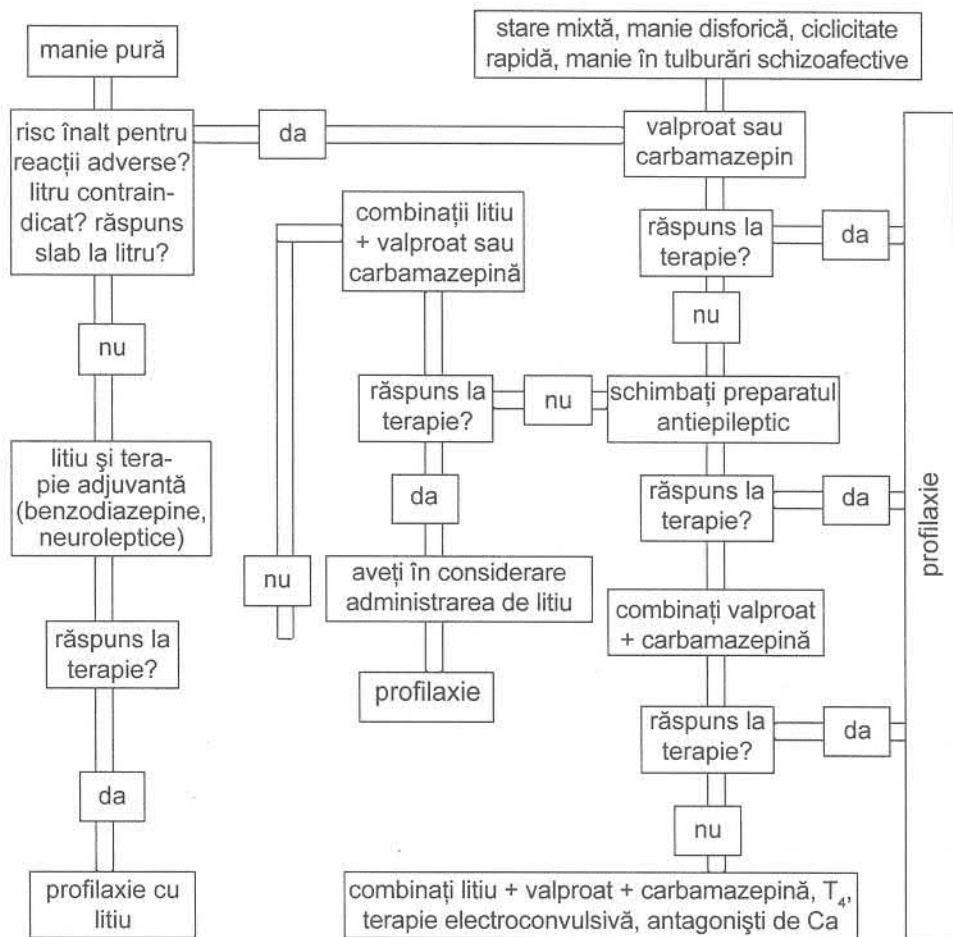 manie pură
stare mixtă, manie disforică, ciclicitate
rapidă, manie în tulburări schizoafective
risc înalt pentru
reacții adverse?
litru contrain-
dicat? răspuns
slab la litru?
da
valproat sau
carbamazepin
combinații litiu
+ valproat sau
carbamazepină
răspuns la
terapie?
da
nu
nu
răspuns la
terapie?
nu
schimbați preparatul
antiepileptic
litiu şi tera-
pie adjuvantă
(benzodiazepine,
neuroleptice)
da
răspuns la
terapie?
da
profilaxie
nu
aveți în considerare
administrarea de litiu
combinați valproat
+ carbamazepină
răspuns la
terapie?
profilaxie
răspuns la
terapie?
da
da
nu
profilaxie cu
litiu
combinați litiu + valproat + carbamazepină, T₄,
terapie electroconvulsivă, antagonişti de Ca